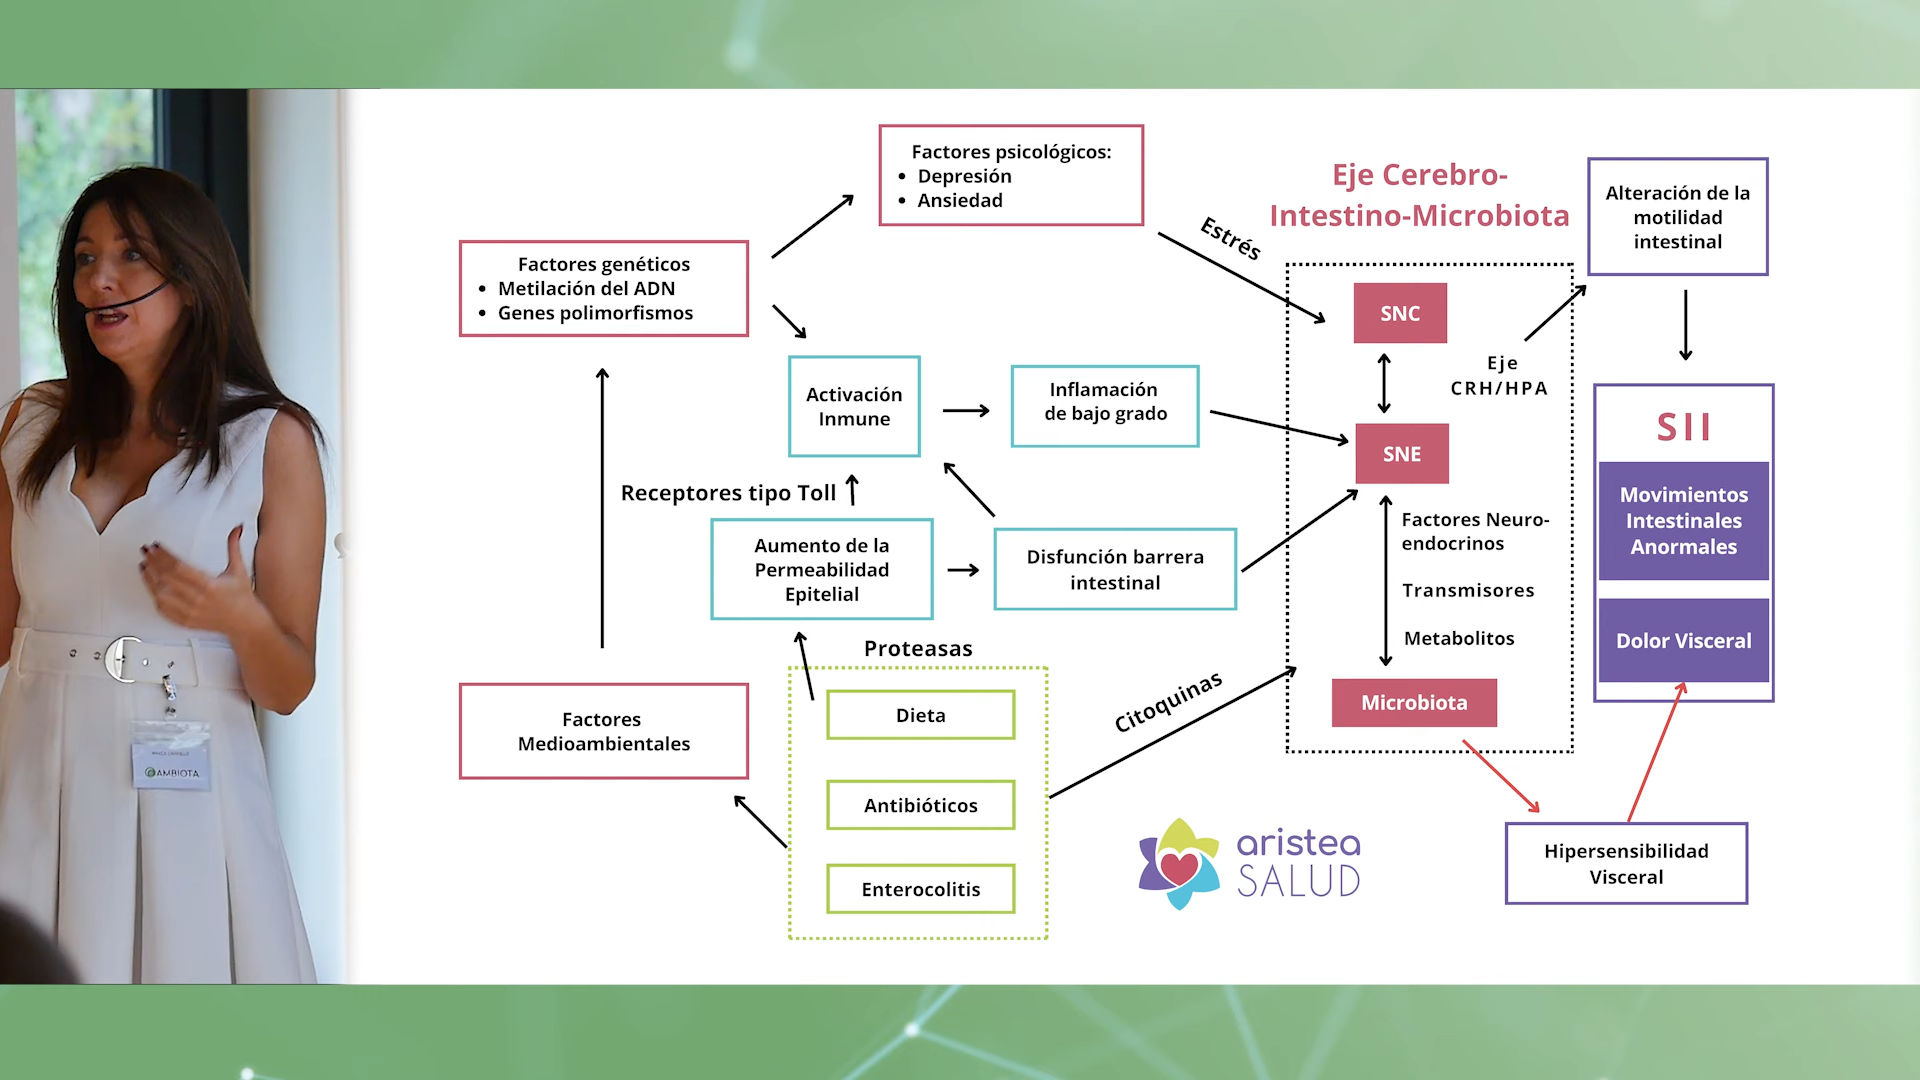 Factores psicológicos:
• Depresión
• Ansiedad
Eje Cerebro-
Intestino-Microbiota
Alteración de la
motilidad
intestinal
Estrés
Factores genéticos
• Metilación del ADN
• Genes polimorfismos
SNC
Eje
CRH/HPA
Activación
Inmune
Inflamación
de bajo grado
SII
SNE
Receptores tipo Toll
Movimientos
Intestinales
Anormales
Factores Neuro-
endocrinos
Aumento de la
Permeabilidad
Epitelial
Disfunción barrera
intestinal
Transmisores
Metabolitos
Dolor Visceral
Proteasas
Citoquinas
Microbiota
Factores
Medioambientales
Dieta
Antibióticos
Enterocolitis
aristea
SALUD
Hipersensibilidad
Visceral
AMBIOTA